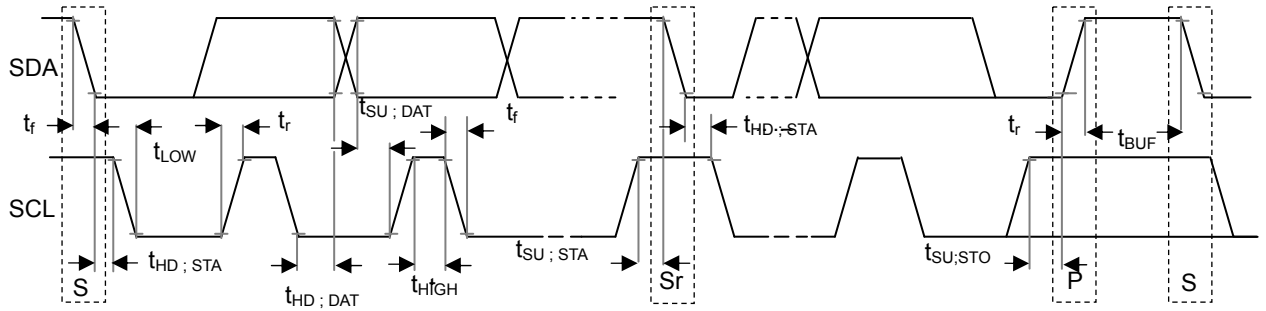 SDA
t_f
t_LOW
t_r
t_SU ; DAT
t_f
t_HD ; STA
t_r
t_BUF
SCL
t_HD ; STA
t_HD ; DAT
t_HIGH
t_SU ; STA
t_SU;STO
S
Sr
P
S